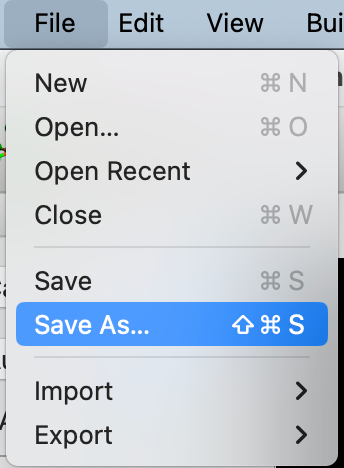 File Edit View Bui
New ⌘ N
Open... ⌘ O
Open Recent
Close ⌘ W
Save ⌘ S
Save As... ⇧ ⌘ S
Import
Export